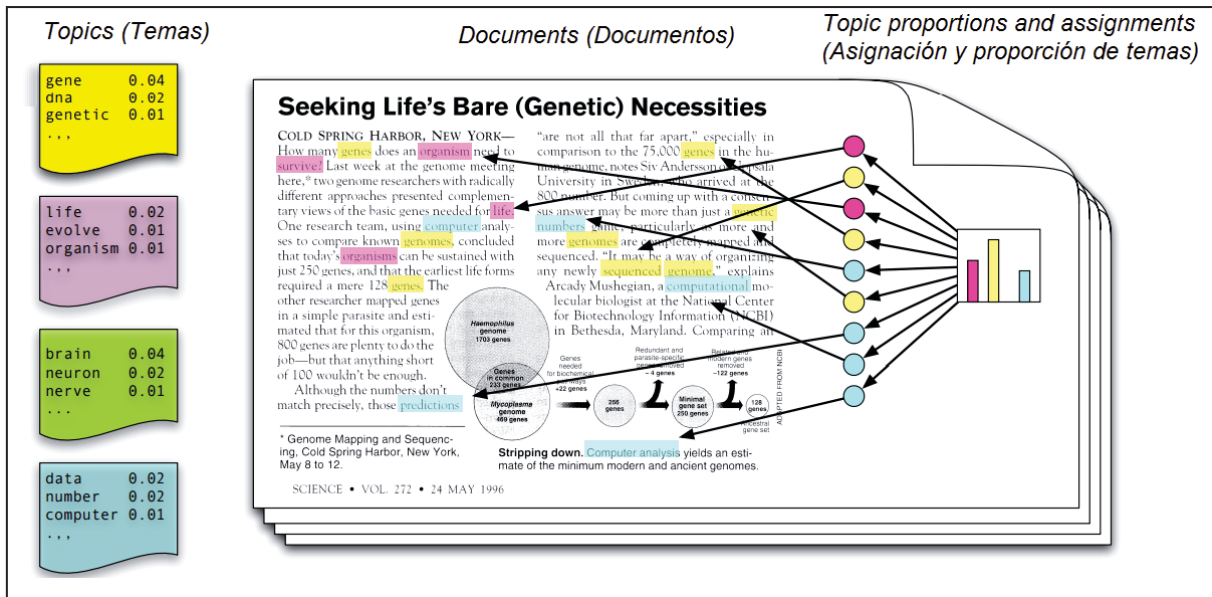 Topics (Temas)
Documents (Documentos)
Topic proportions and assignments
(Asignación y proporción de temas)
gene 0.04
dna 0.02
genetic 0.01
.,,
life 0.02
evolve 0.01
organism 0.01
.,,
brain 0.04
neuron 0.02
nerve 0.01
...
data 0.02
number 0.02
computer 0.01
.,,
Seeking Life's Bare (Genetic) Necessities
COLD SPRING HARBOR, NEW YORK—
How many genes does an organism need to
survive? Last week at the genome meeting
here,* two genome researchers with radically
different approaches presented complemen-
tary views of the basic genes needed for life.
One research team, using computer analy-
ses to compare known genomes, concluded
that today's organisms can be sustained with
just 250 genes, and that the earliest life forms
required a mere 128 genes. The
other researcher mapped genes
in a simple parasite and esti-
mated that for this organism,
800 genes are plenty to do the
job—but that anything short
of 100 wouldn't be enough.
Although the numbers don't
match precisely, those predictions
* Genome Mapping and Sequenc-
ing, Cold Spring Harbor, New York,
May 8 to 12.
"are not all that far apart," especially in
comparison to the 75,000 genes in the hu-
man genome, notes Siv Andersson of Uppsala
University in Sweden, who arrived at the
800 number. But coming up with a consen-
sus answer may be more than just a genetic
numbers game, particularly as more and
more genomes are completely mapped and
sequenced. "It may be a way of organizing
any newly sequenced genome," explains
Arcady Mushegian, a computational mo-
lecular biologist at the National Center
for Biotechnology Information (NCBI)
in Bethesda, Maryland. Comparing an
Haemophilus
genome
1703 genes
Genes
in common
233 genes
Mycoplasma
genome
469 genes
Genes
needed
for biochemical
pathways
+22 genes
256
genes
Redundant and
parasite-specific
genes removed
– 4 genes
Minimal
gene set
250 genes
Related and
modern genes
removed
–122 genes
128
genes
Ancestral
gene set
ADAPTED FROM NCBI
Stripping down. Computer analysis yields an esti-
mate of the minimum modern and ancient genomes.
SCIENCE • VOL. 272 • 24 MAY 1996